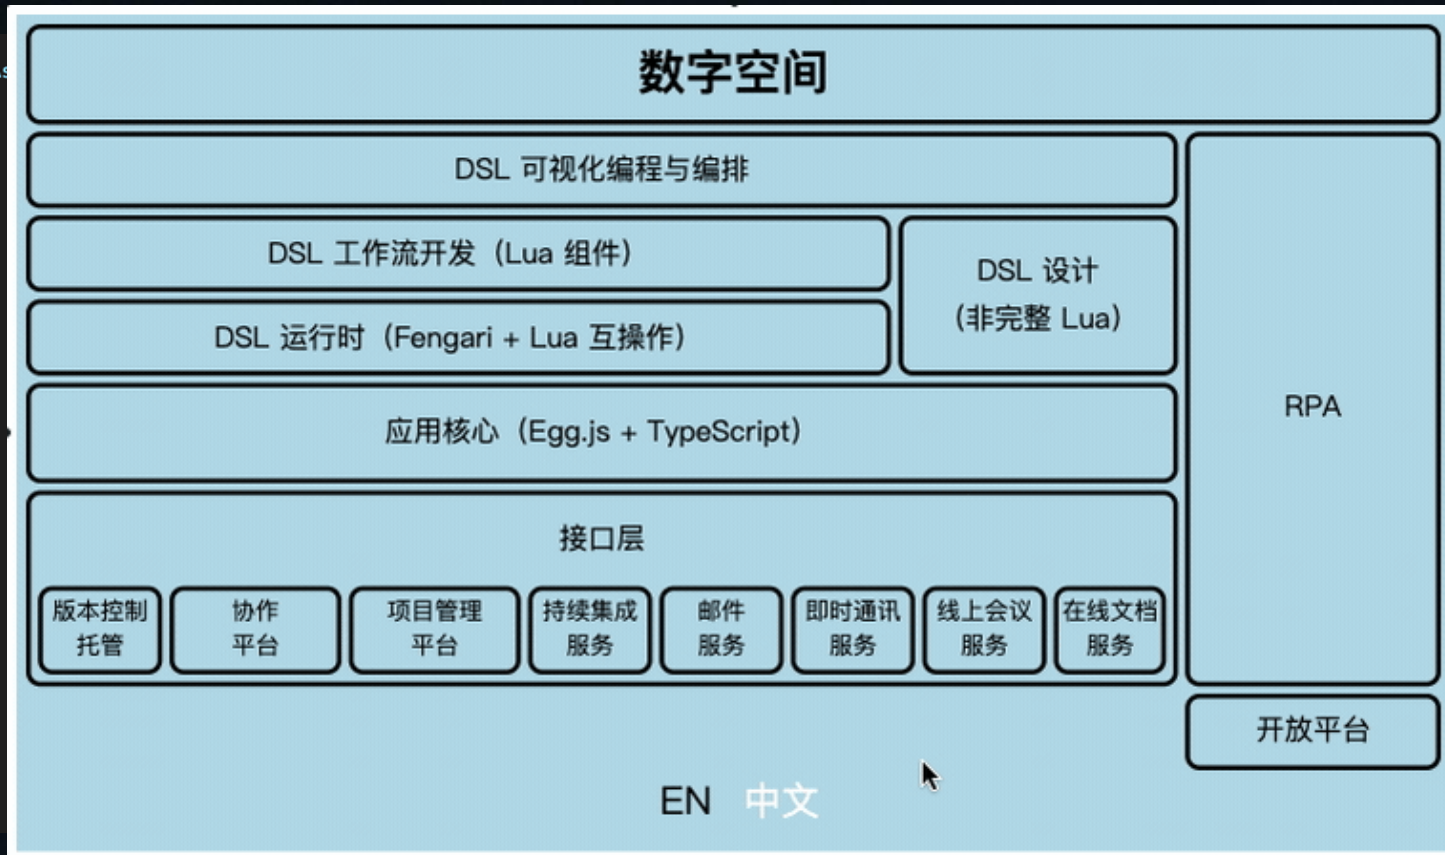 数字空间
DSL 可视化编程与编排
DSL 工作流开发（Lua 组件）
DSL 运行时（Fengari + Lua 互操作）
DSL 设计
（非完整 Lua）
应用核心（Egg.js + TypeScript）
接口层
版本控制
托管
协作
平台
项目管理
平台
持续集成
服务
邮件
服务
即时通讯
服务
线上会议
服务
在线文档
服务
RPA
开放平台
EN 中文